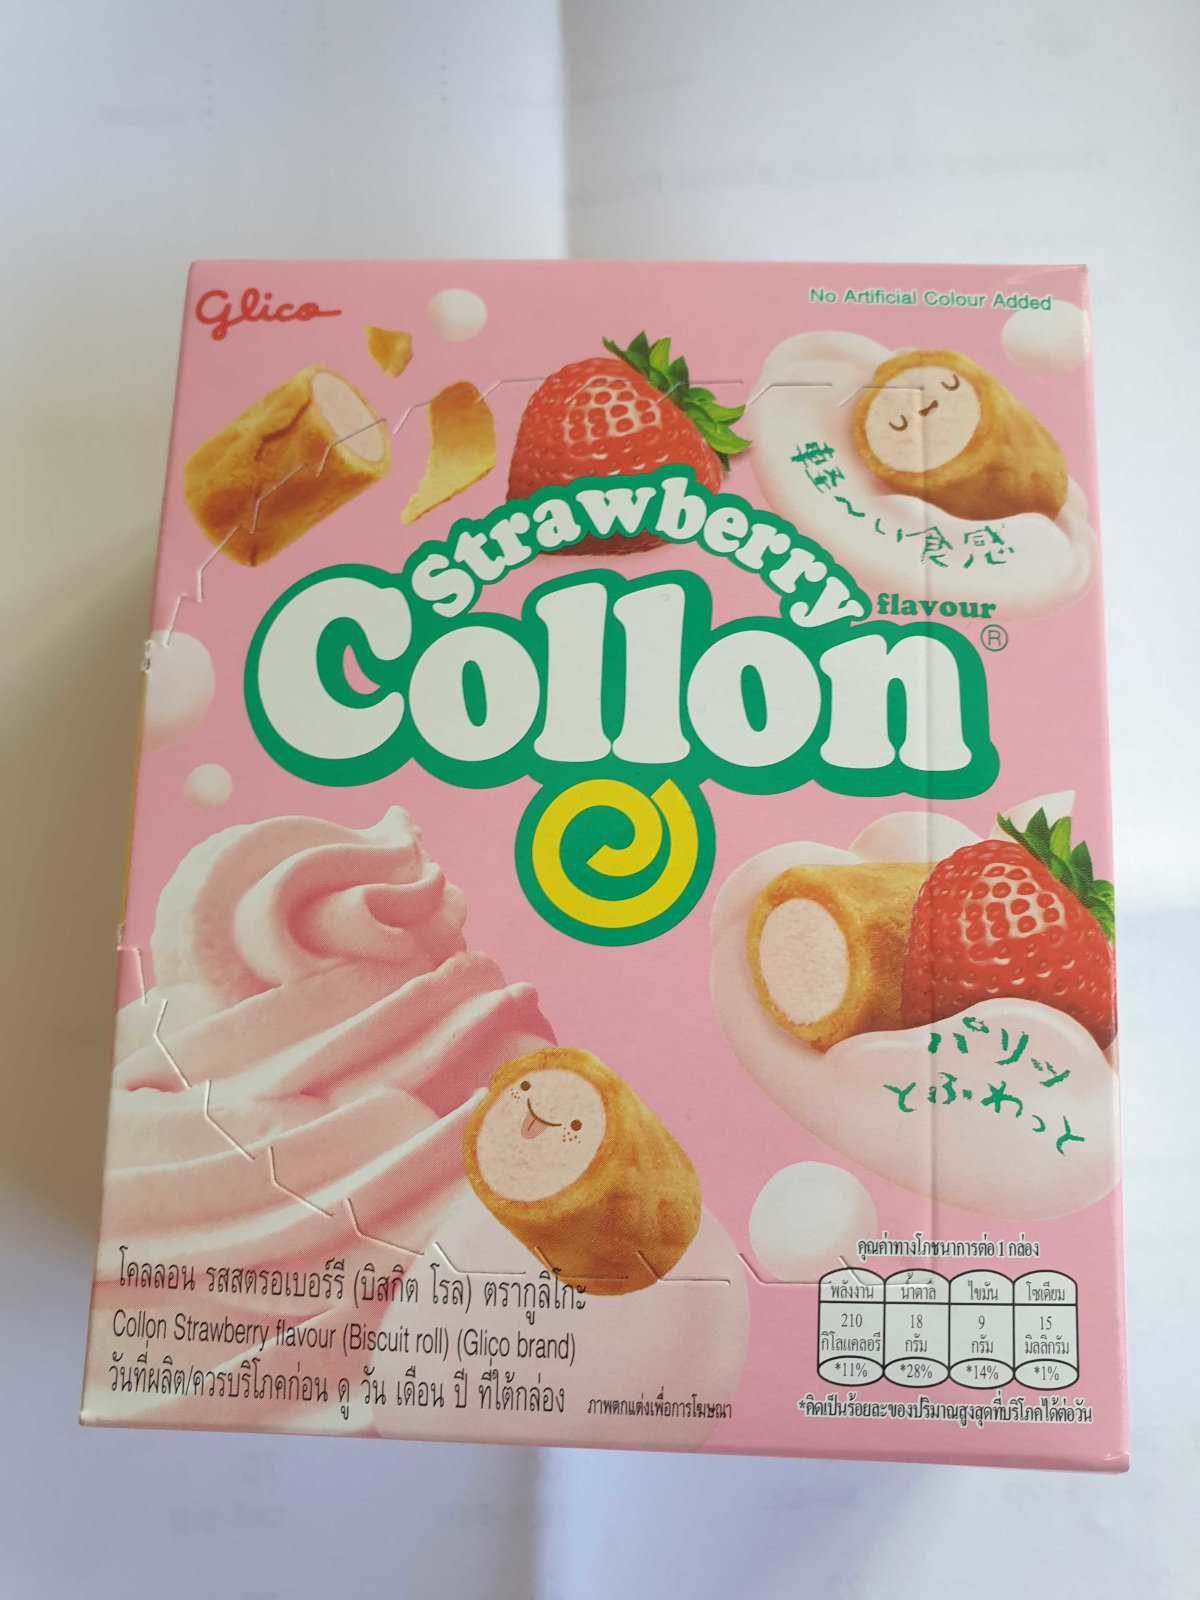 Glico
No Artificial Colour Added
軽〜い食感
Strawberry
flavour
Collon®
パリッ
とふわっと
โคลลอน รสสตรอเบอร์รี (บิสกิต โรล) ตรากูลิโกะ
Collon Strawberry flavour (Biscuit roll) (Glico brand)
วันที่ผลิต/ควรบริโภคก่อน ดู วัน เดือน ปี ที่ใต้กล่อง
ภาพตกแต่งเพื่อการโฆษณา
คุณค่าทางโภชนาการต่อ 1 กล่อง
พลังงาน น้ำตาล ไขมัน โซเดียม
210 18 9 15
กิโลแคลอรี กรัม กรัม มิลลิกรัม
*11% *28% *14% *1%
*คิดเป็นร้อยละของปริมาณสูงสุดที่บริโภคได้ต่อวัน